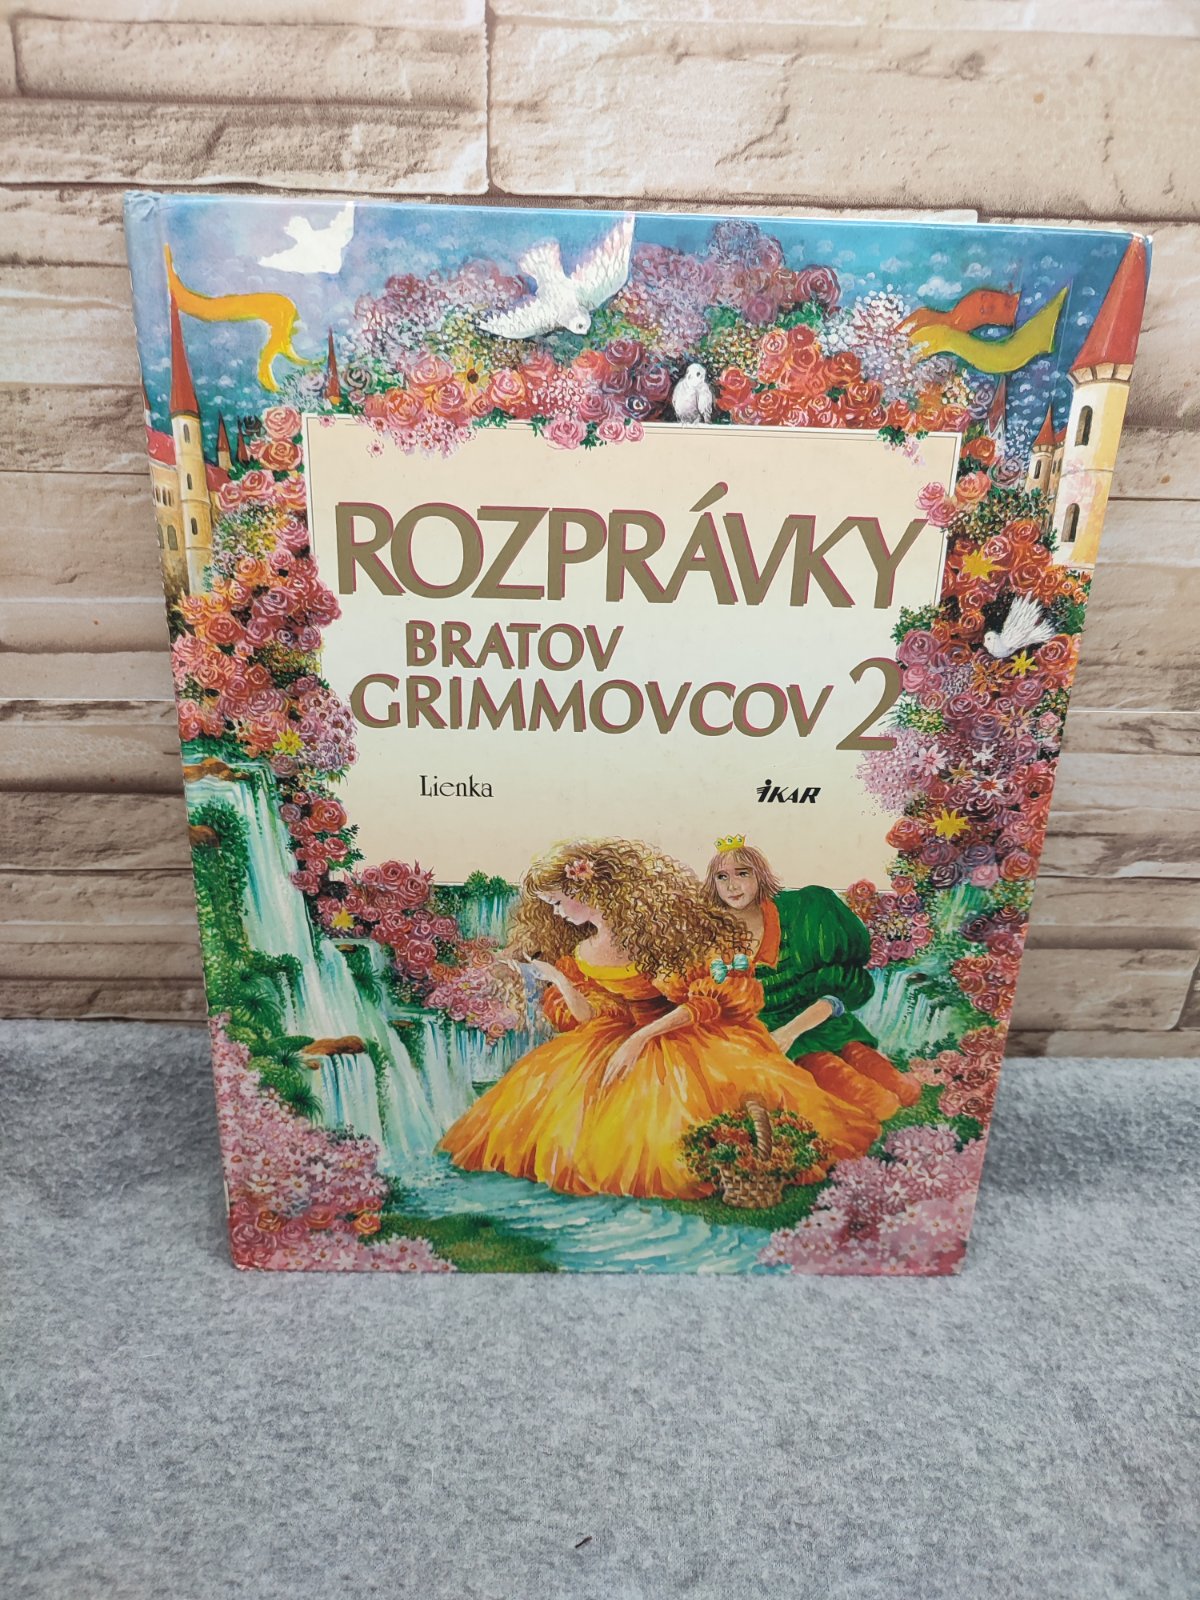 ROZPRÁVKY
BRATOV
GRIMMOVCOV 2
Lienka
IKAR